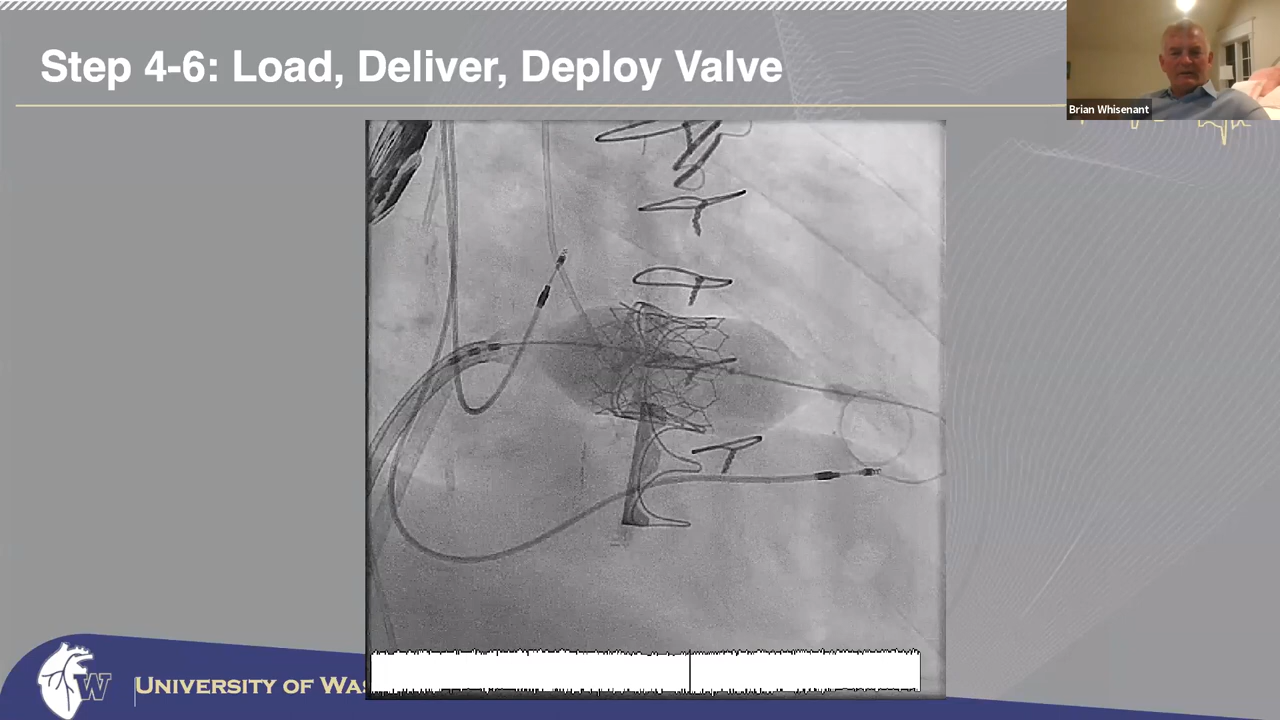 Step 4-6: Load, Deliver, Deploy Valve
Brian Whisenant
W
UNIVERSITY OF WAS